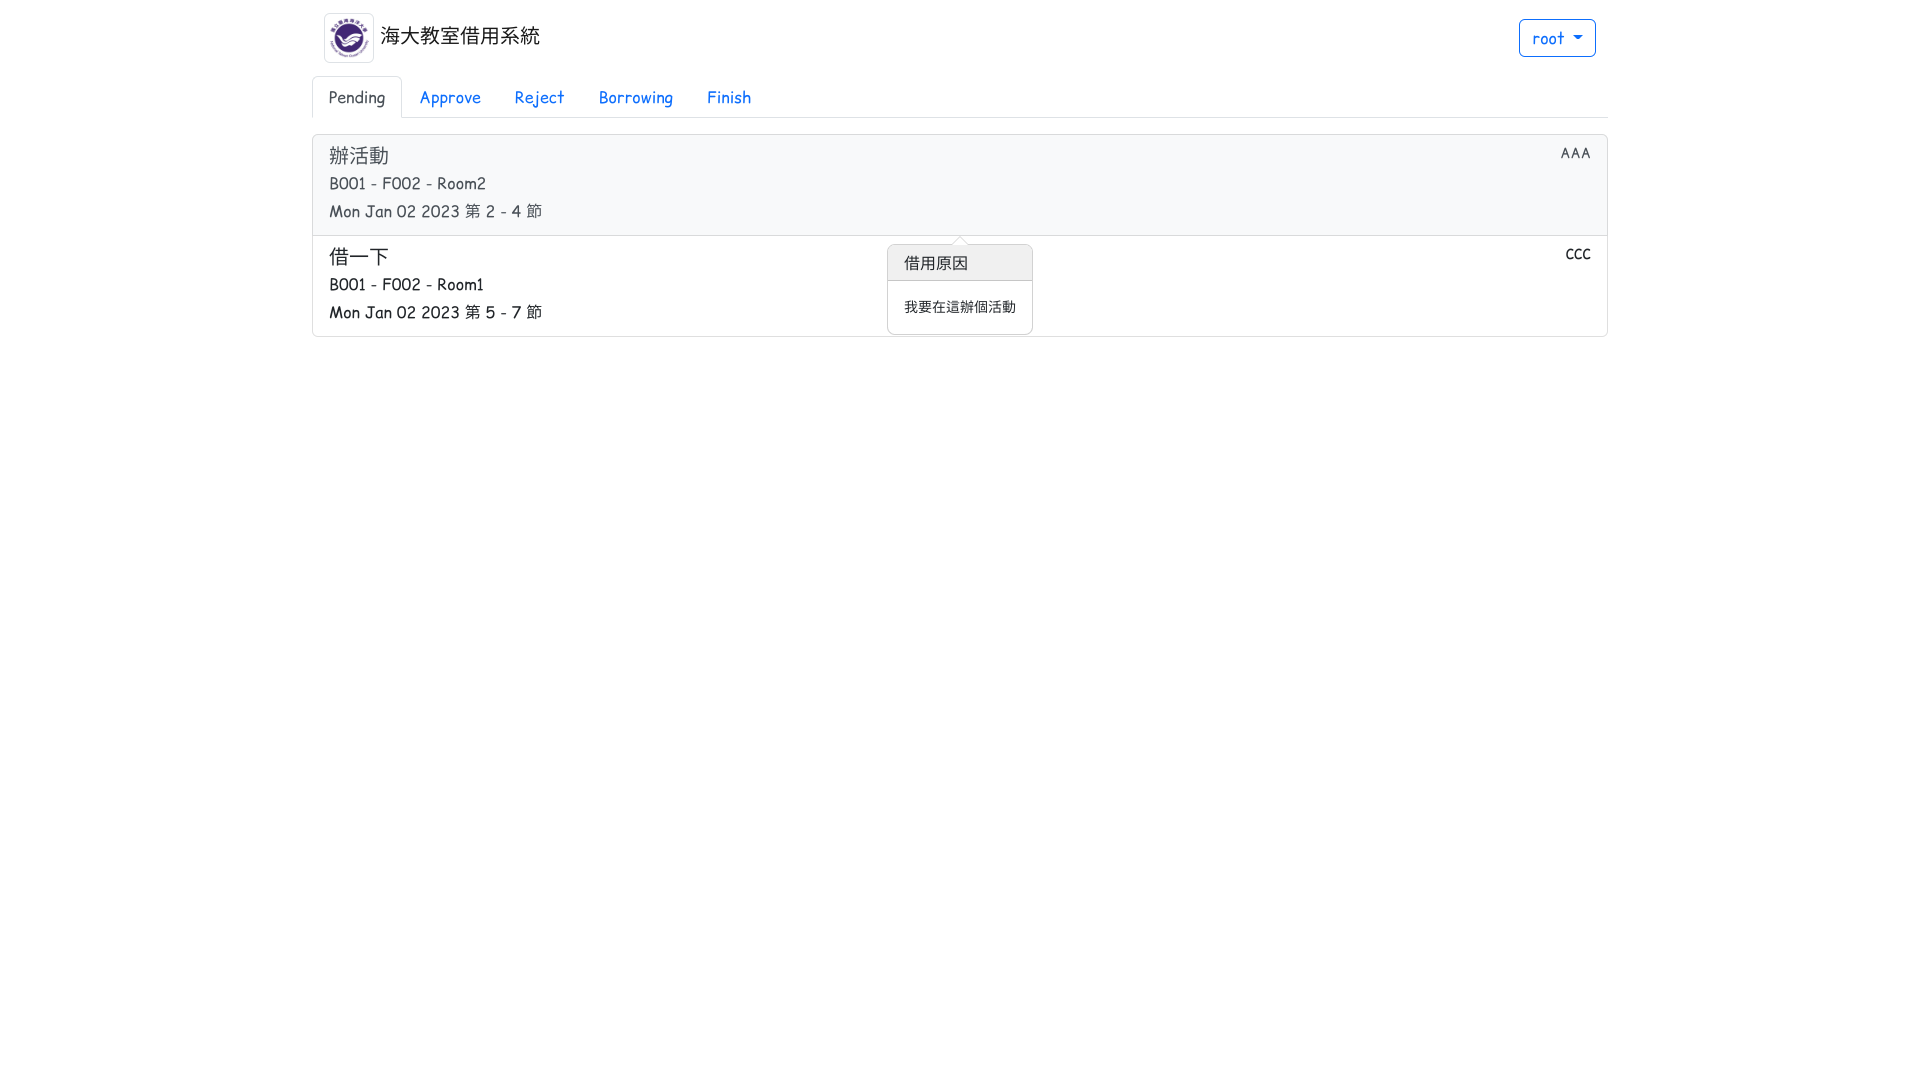 海大教室借用系統
root
Pending
Approve
Reject
Borrowing
Finish
辦活動
AAA
B001 - F002 - Room2
Mon Jan 02 2023 第 2 - 4 節
借一下
CCC
B001 - F002 - Room1
Mon Jan 02 2023 第 5 - 7 節
借用原因
我要在這辦個活動